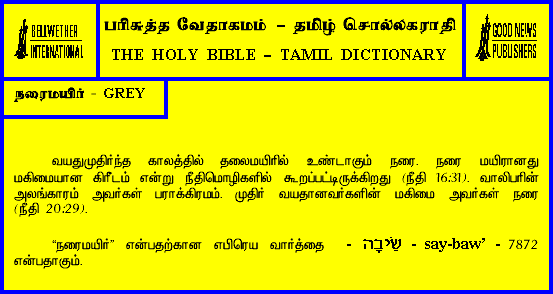 BELLWETHER
INTERNATIONAL
பரிசுத்த வேதாகமம் – தமிழ் சொல்லகராதி
THE HOLY BIBLE – TAMIL DICTIONARY
GOOD NEWS
PUBLISHERS
நரைமயிர் - GREY
வயதுமுதிர்ந்த காலத்தில் தலைமயிரில் உண்டாகும் நரை. நரை மயிரானது
மகிமையான கிரீடம் என்று நீதிமொழிகளில் கூறப்பட்டிருக்கிறது (நீதி 16:31). வாலிபரின்
அலங்காரம் அவர்கள் பராக்கிரமம். முதிர் வயதானவர்களின் மகிமை அவர்கள் நரை
(நீதி 20:29).
“நரைமயிர்” என்பதற்கான எபிரெய வார்த்தை - שֵׂיבָה - say-baw’ - 7872
என்பதாகும்.